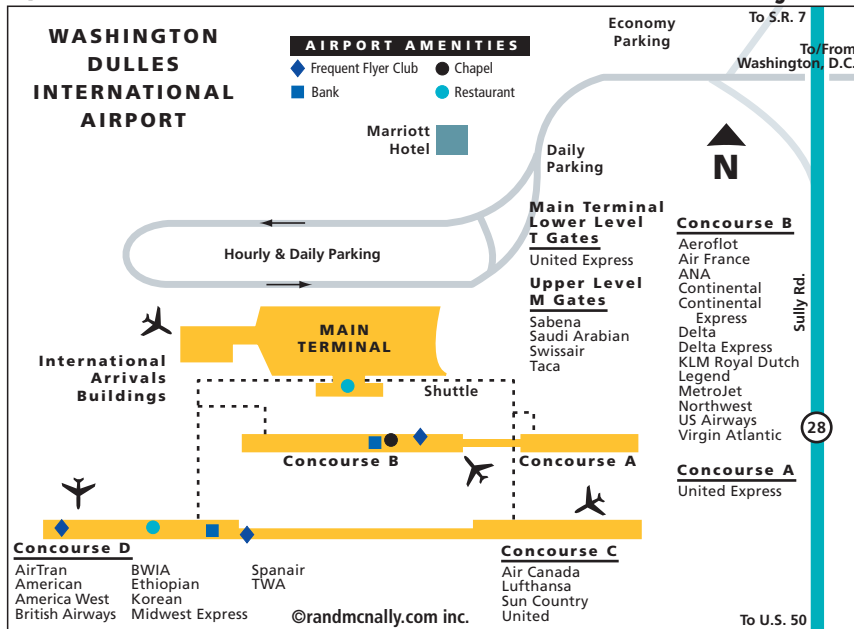 WASHINGTON
DULLES
INTERNATIONAL
AIRPORT
AIRPORT AMENITIES
Frequent Flyer Club
Chapel
Bank
Restaurant
Economy
Parking
To S.R. 7
To/From
Washington, D.C.
Marriott
Hotel
Daily
Parking
N
Hourly & Daily Parking
Main Terminal
Lower Level
T Gates
United Express
Upper Level
M Gates
Sabena
Saudi Arabian
Swissair
Taca
Concourse B
Aeroflot
Air France
ANA
Continental
Continental
Express
Delta
Delta Express
KLM Royal Dutch
Legend
MetroJet
Northwest
US Airways
Virgin Atlantic
Concourse A
United Express
Sully Rd.
28
MAIN
TERMINAL
International
Arrivals
Buildings
Shuttle
Concourse B
Concourse A
Concourse D
AirTran
American
America West
British Airways
BWIA
Ethiopian
Korean
Midwest Express
Spanair
TWA
Concourse C
Air Canada
Lufthansa
Sun Country
United
©randmcnally.com inc.
To U.S. 50